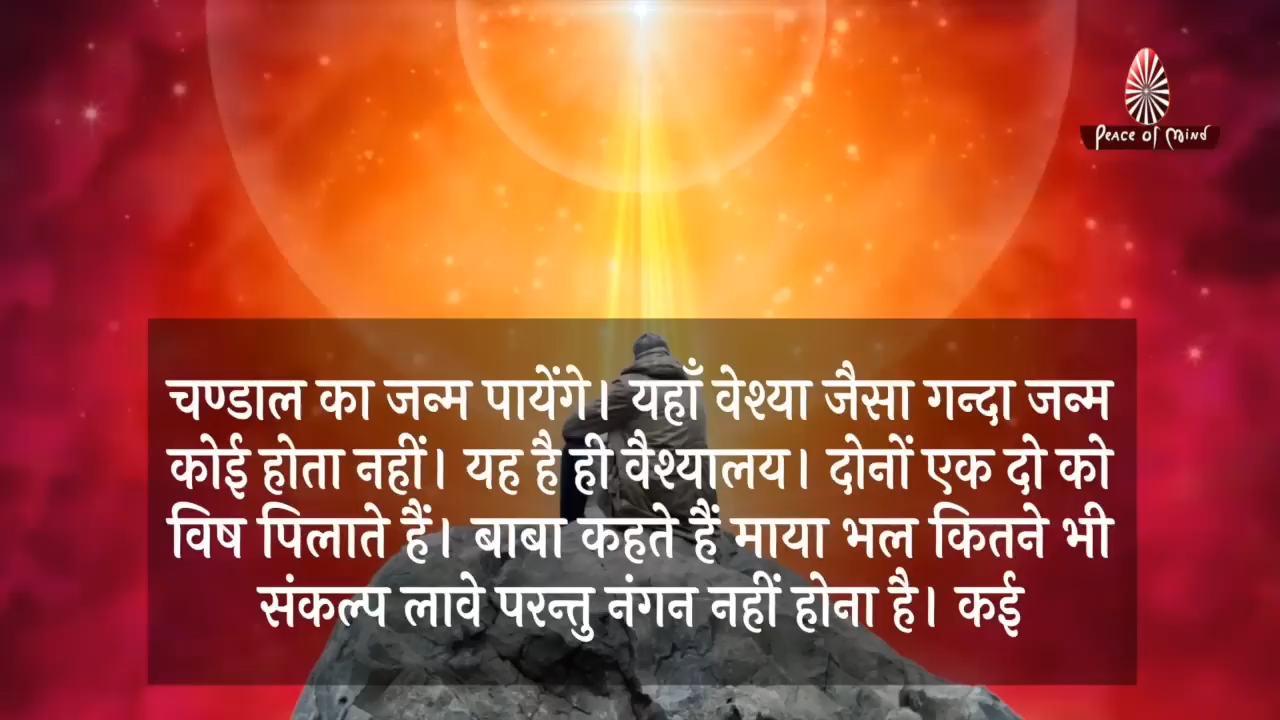 Peace of Mind
चण्डाल का जन्म पायेंगे। यहाँ वेश्या जैसा गन्दा जन्म
कोई होता नहीं। यह है ही वैश्यालय। दोनों एक दो को
विष पिलाते हैं। बाबा कहते हैं माया भल कितने भी
संकल्प लावे परन्तु नंगन नहीं होना है। कई